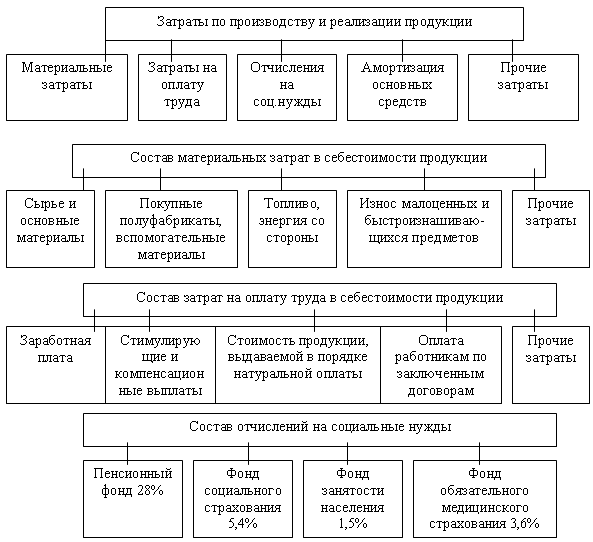 Затраты по производству и реализации продукции
Материальные
затраты
Затраты на
оплату
труда
Отчисления
на
соц.нужды
Амортизация
основных
средств
Прочие
затраты
Состав материальных затрат в себестоимости продукции
Сырье и
основные
материалы
Покупные
полуфабрикаты,
вспомогательные
материалы
Топливо,
энергия со
стороны
Износ малоценных и
быстроизнашиваю-
щихся предметов
Прочие
затраты
Состав затрат на оплату труда в себестоимости продукции
Заработная
плата
Стимулирую
щие и
компенсацион
ные выплаты
Стоимость продукции,
выдаваемой в порядке
натуральной оплаты
Оплата
работникам по
заключенным
договорам
Прочие
затраты
Состав отчислений на социальные нужды
Пенсионный
фонд 28%
Фонд
социального
страхования
5,4%
Фонд
занятости
населения
1,5%
Фонд
обязательного
медицинского
страхования 3,6%